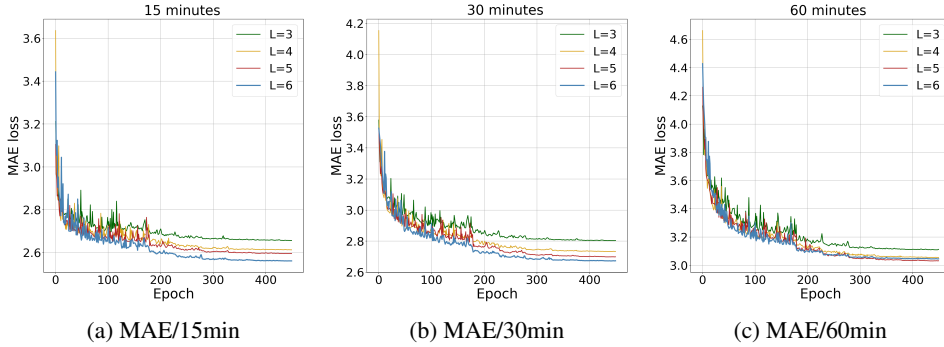 15 minutes
MAE loss
3.6
3.4
3.2
3.0
2.8
2.6
0 100 200 300 400
Epoch
L=3
L=4
L=5
L=6
(a) MAE/15min
30 minutes
MAE loss
4.2
4.0
3.8
3.6
3.4
3.2
3.0
2.8
2.6
0 100 200 300 400
Epoch
L=3
L=4
L=5
L=6
(b) MAE/30min
60 minutes
MAE loss
4.6
4.4
4.2
4.0
3.8
3.6
3.4
3.2
3.0
0 100 200 300 400
Epoch
L=3
L=4
L=5
L=6
(c) MAE/60min